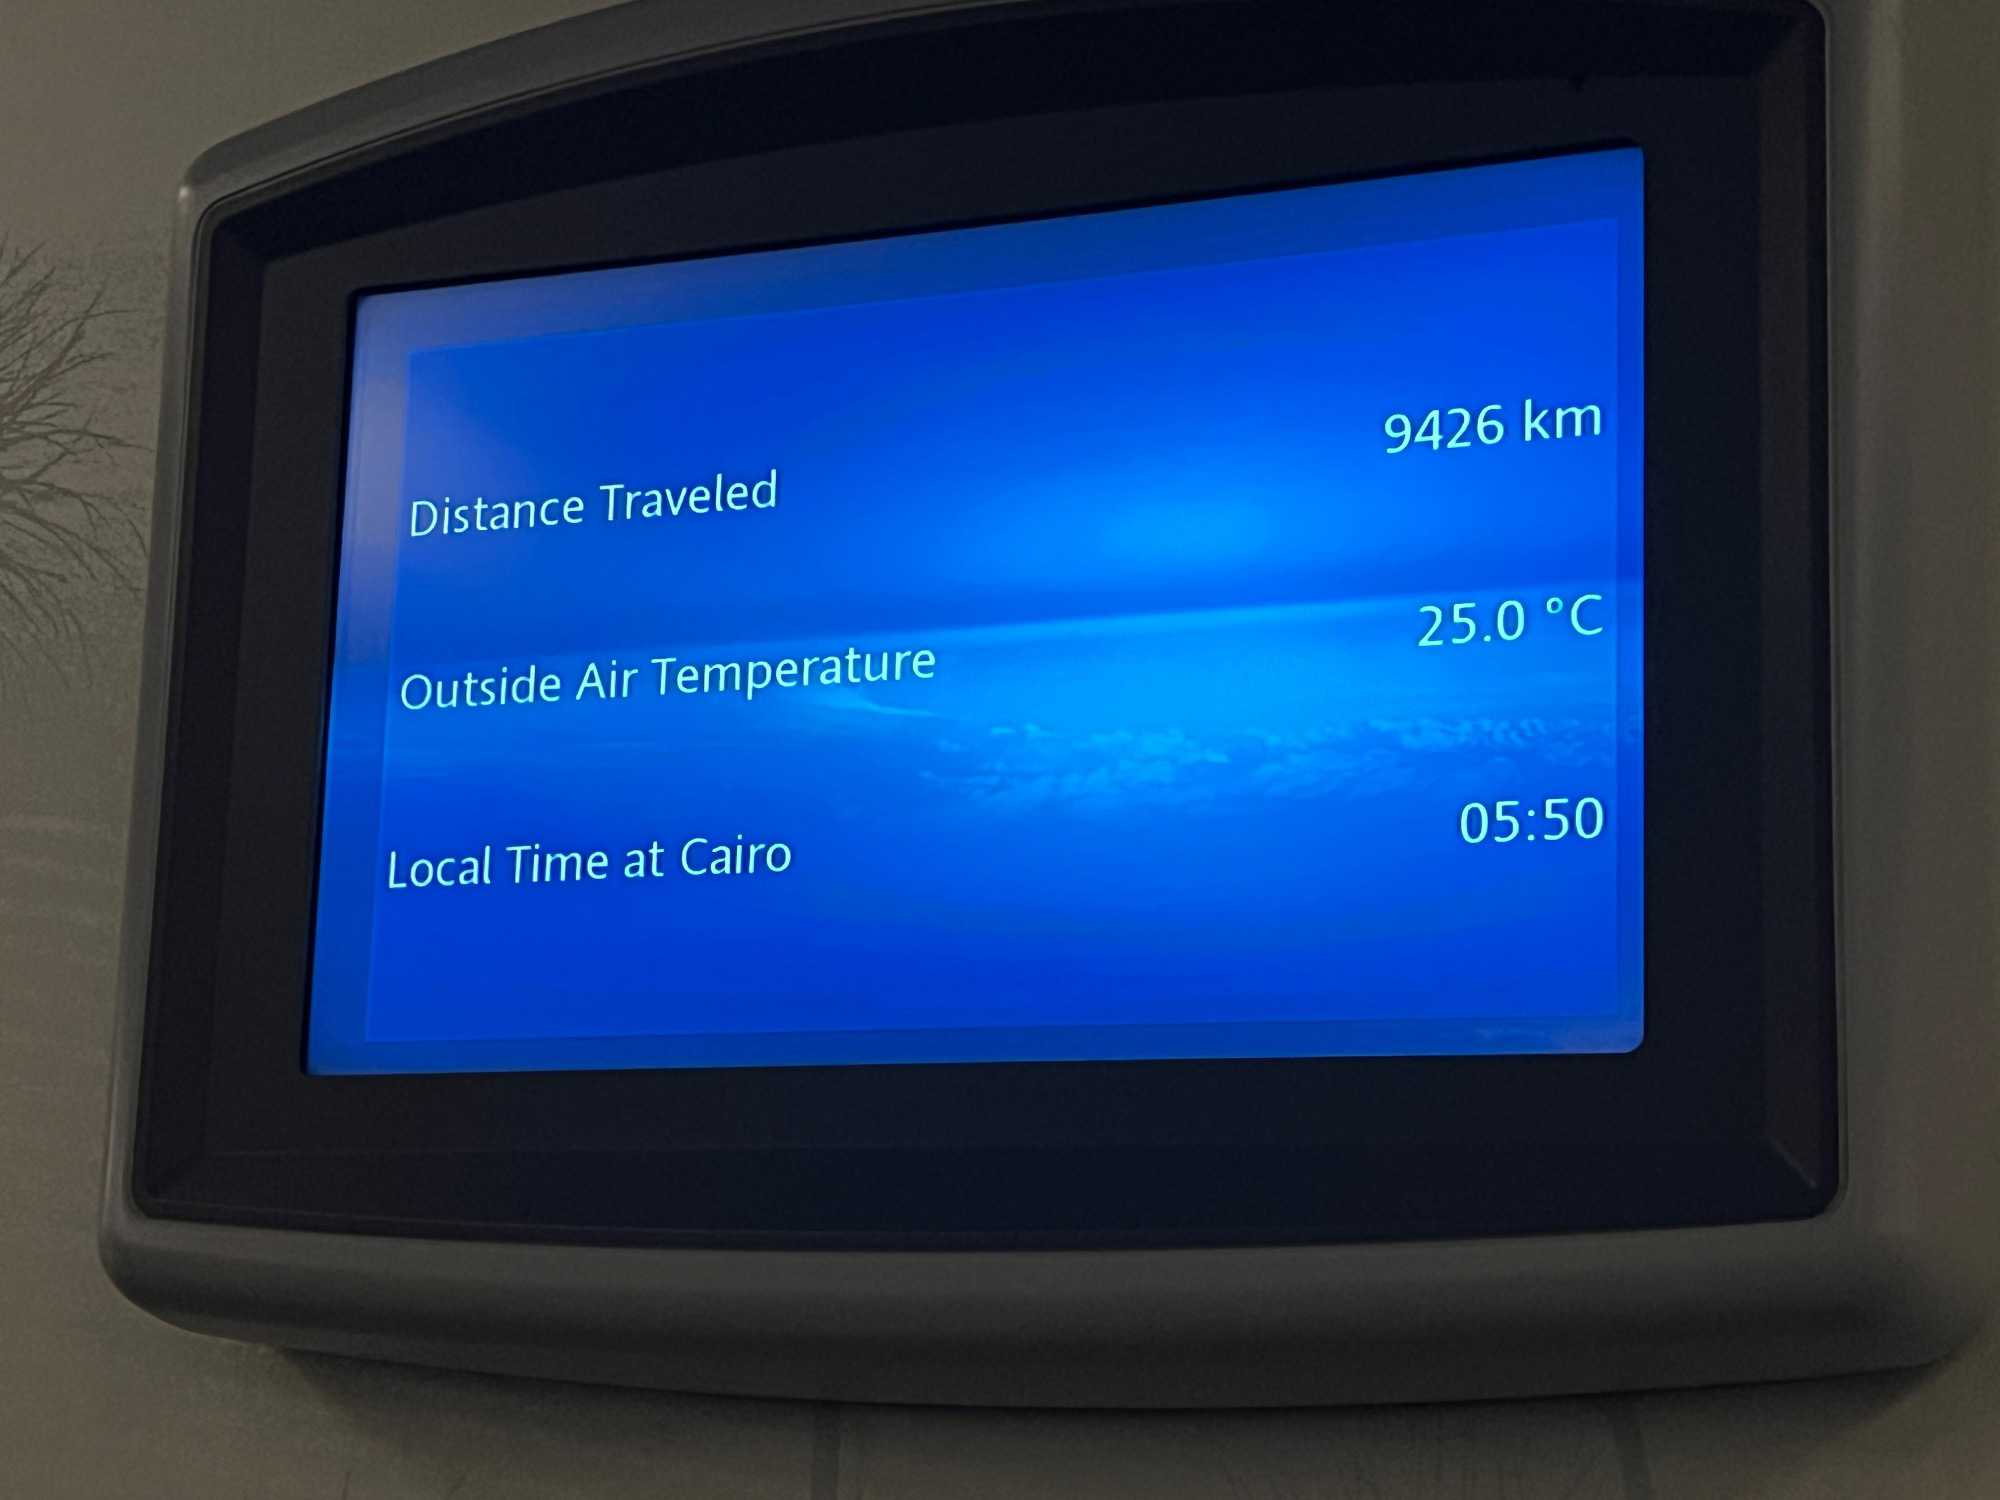 Distance Traveled 9426 km
Outside Air Temperature 25.0 °C
Local Time at Cairo 05:50